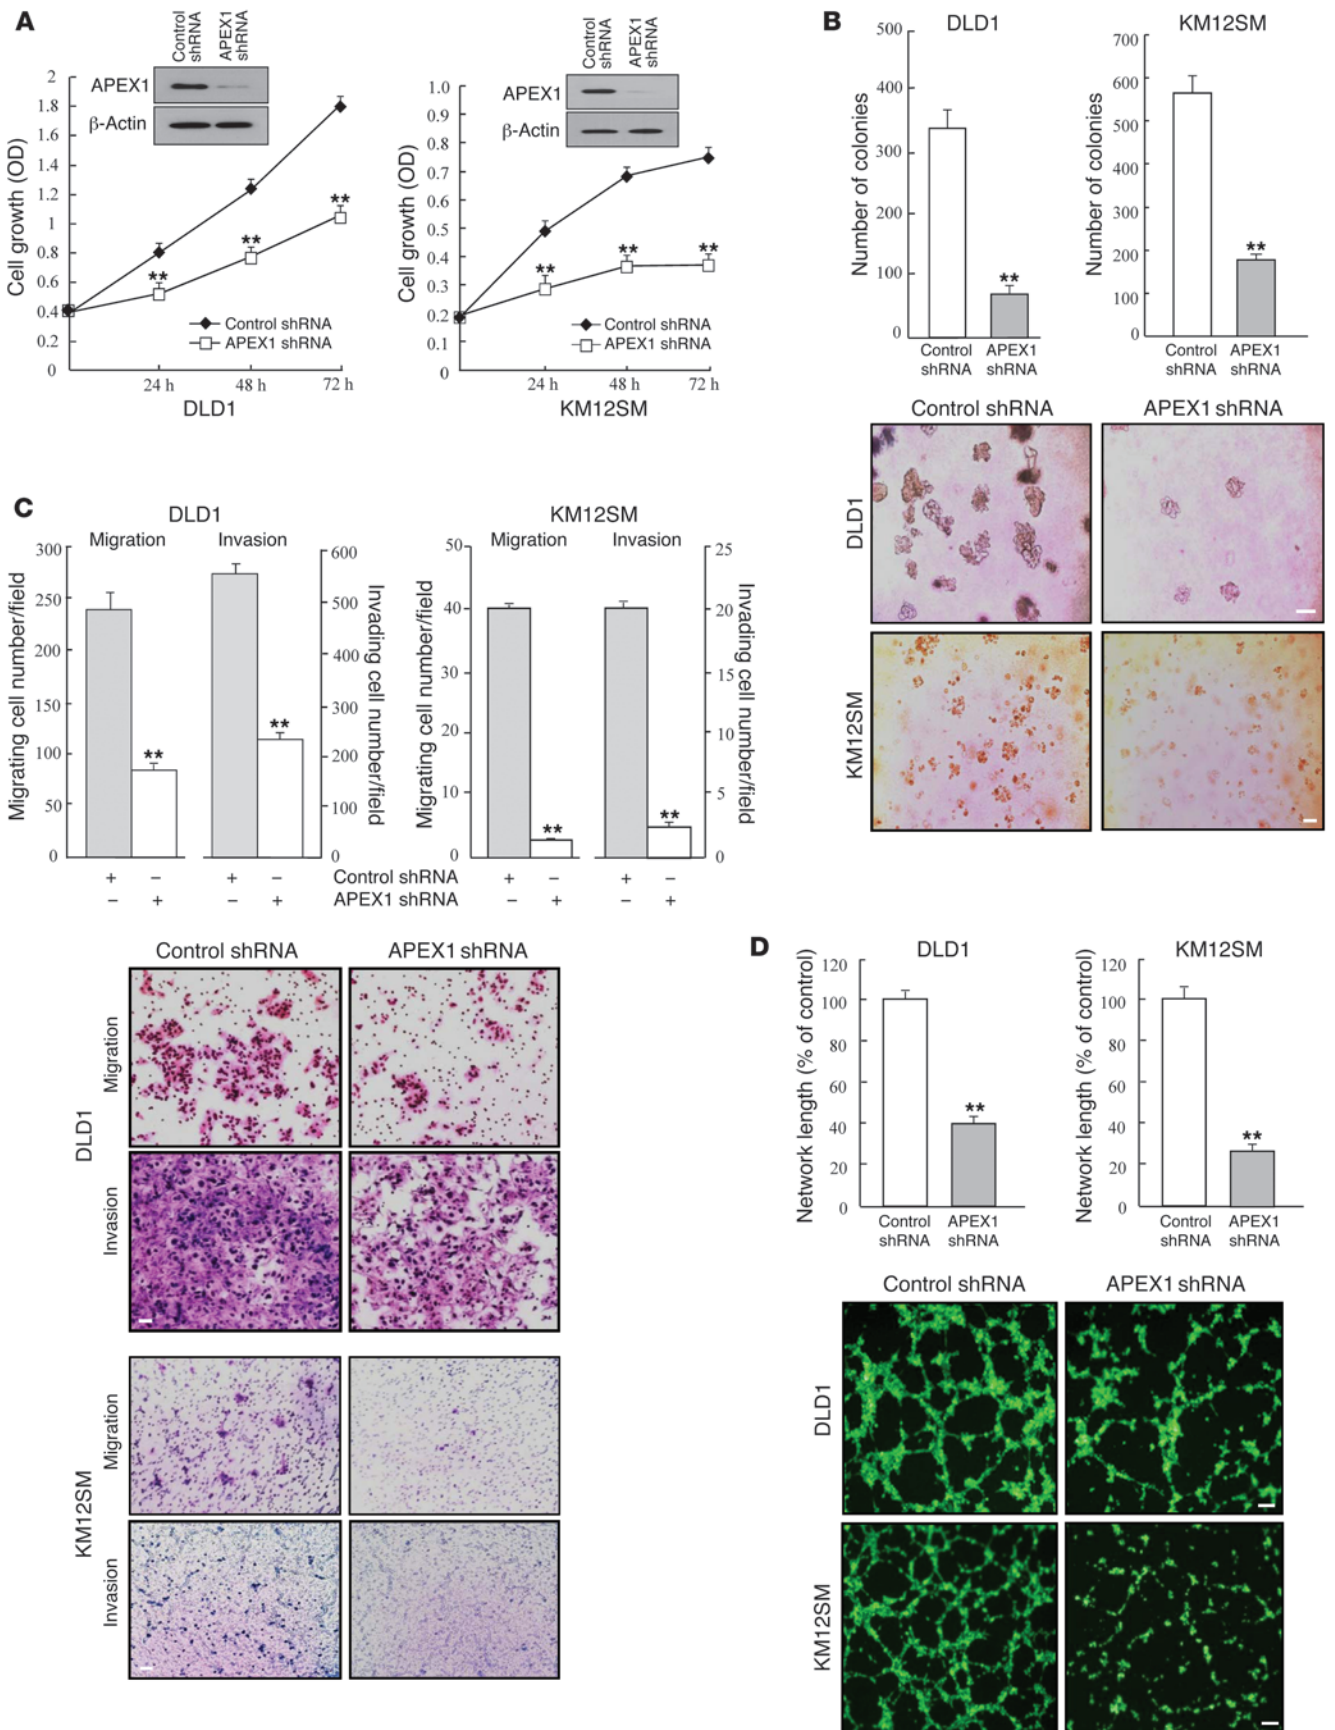 A
Control shRNA
APEX1 shRNA
APEX1
β-Actin
Cell growth (OD)
2
1.8
1.6
1.4
1.2
1
0.8
0.6
0.4
0.2
0
**
**
**
Control shRNA
APEX1 shRNA
24 h 48 h 72 h
DLD1
Control shRNA
APEX1 shRNA
APEX1
β-Actin
Cell growth (OD)
1.0
0.8
0.7
0.6
0.4
0.3
0.2
0.1
0
**
**
**
Control shRNA
APEX1 shRNA
24 h 48 h 72 h
KM12SM
B
DLD1
Number of colonies
500
400
300
200
100
0
**
Control shRNA
APEX1 shRNA
KM12SM
Number of colonies
700
600
500
400
300
200
100
0
**
Control shRNA
APEX1 shRNA
Control shRNA APEX1 shRNA
DLD1
KM12SM
C
DLD1
Migration Invasion
Migrating cell number/field
300
250
200
150
100
50
0
**
**
600
500
400
300
200
100
0
Invading cell number/field
KM12SM
Migration Invasion
Migrating cell number/field
50
40
30
20
10
0
**
**
25
20
15
10
5
0
Invading cell number/field
+ − + − Control shRNA + − + −
− + − + APEX1 shRNA − + − +
Control shRNA APEX1 shRNA
DLD1
Migration
Invasion
KM12SM
Migration
Invasion
D
DLD1
Network length (% of control)
120
100
80
60
40
20
0
**
Control shRNA
APEX1 shRNA
KM12SM
Network length (% of control)
120
100
80
60
40
20
0
**
Control shRNA
APEX1 shRNA
Control shRNA APEX1 shRNA
DLD1
KM12SM